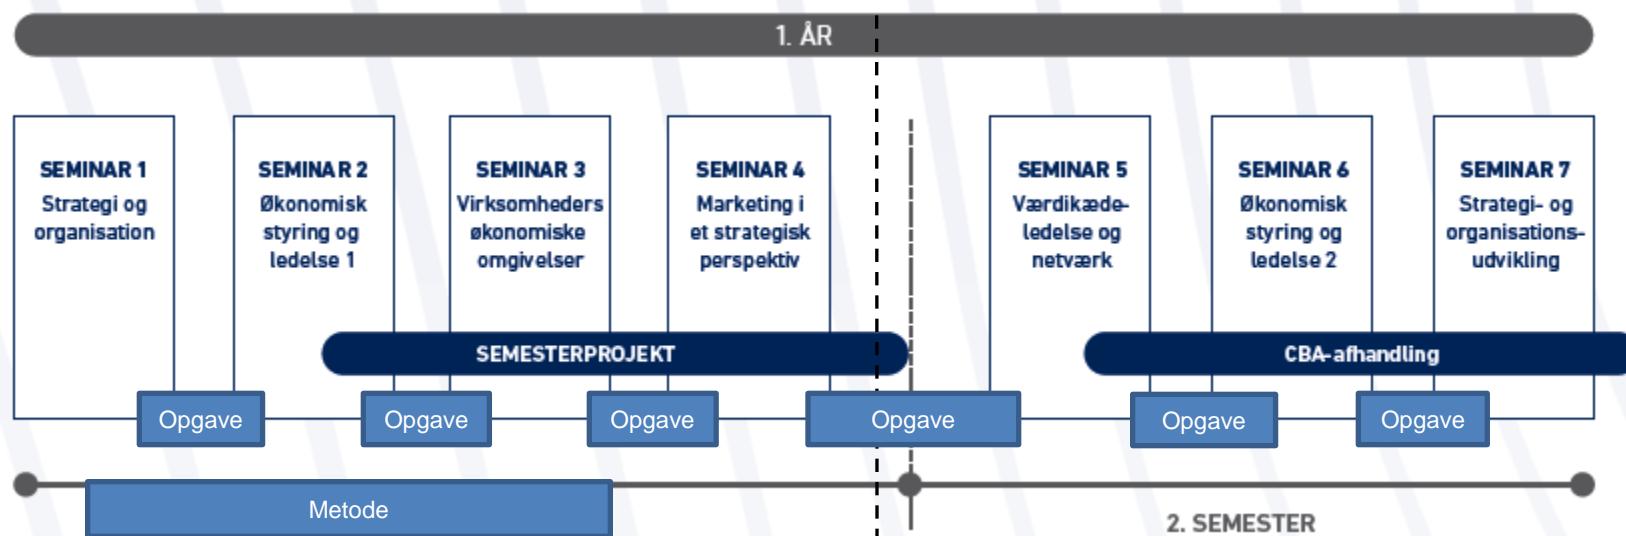 1. ÅR
SEMINAR 1
Strategi og
organisation
SEMINAR 2
Økonomisk
styring og
ledelse 1
SEMINAR 3
Virksomheders
økonomiske
omgivelser
SEMINAR 4
Marketing i
et strategisk
perspektiv
SEMINAR 5
Værdikæde-
ledelse og
netværk
SEMINAR 6
Økonomisk
styring og
ledelse 2
SEMINAR 7
Strategi- og
organisations-
udvikling
SEMESTERPROJEKT
CBA-afhandling
Opgave
Opgave
Opgave
Opgave
Opgave
Opgave
Metode
2. SEMESTER